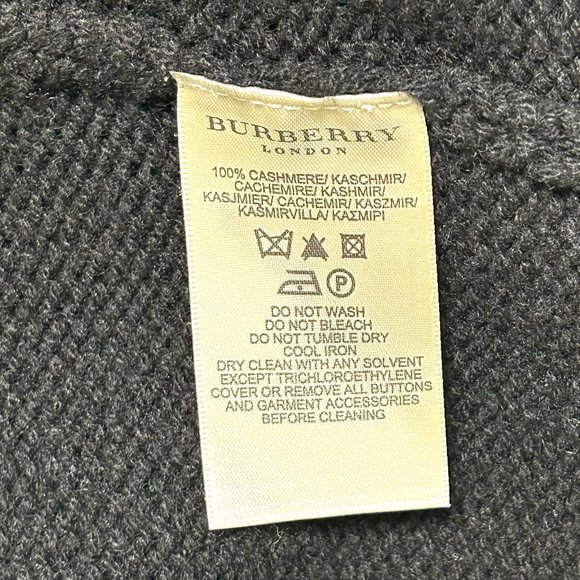 BURBERRY
LONDON
100% CASHMERE/ KASCHMIR/
CACHEMIRE/ KASHMIR/
KASJMIER/ CACHEMIR/ KASZMIR/
KAŠMIRVILLA/ ΚΑΣΜΙΡΙ
P
DO NOT WASH
DO NOT BLEACH
DO NOT TUMBLE DRY
COOL IRON
DRY CLEAN WITH ANY SOLVENT
EXCEPT TRICHLOROETHYLENE
COVER OR REMOVE ALL BUTTONS
AND GARMENT ACCESSORIES
BEFORE CLEANING